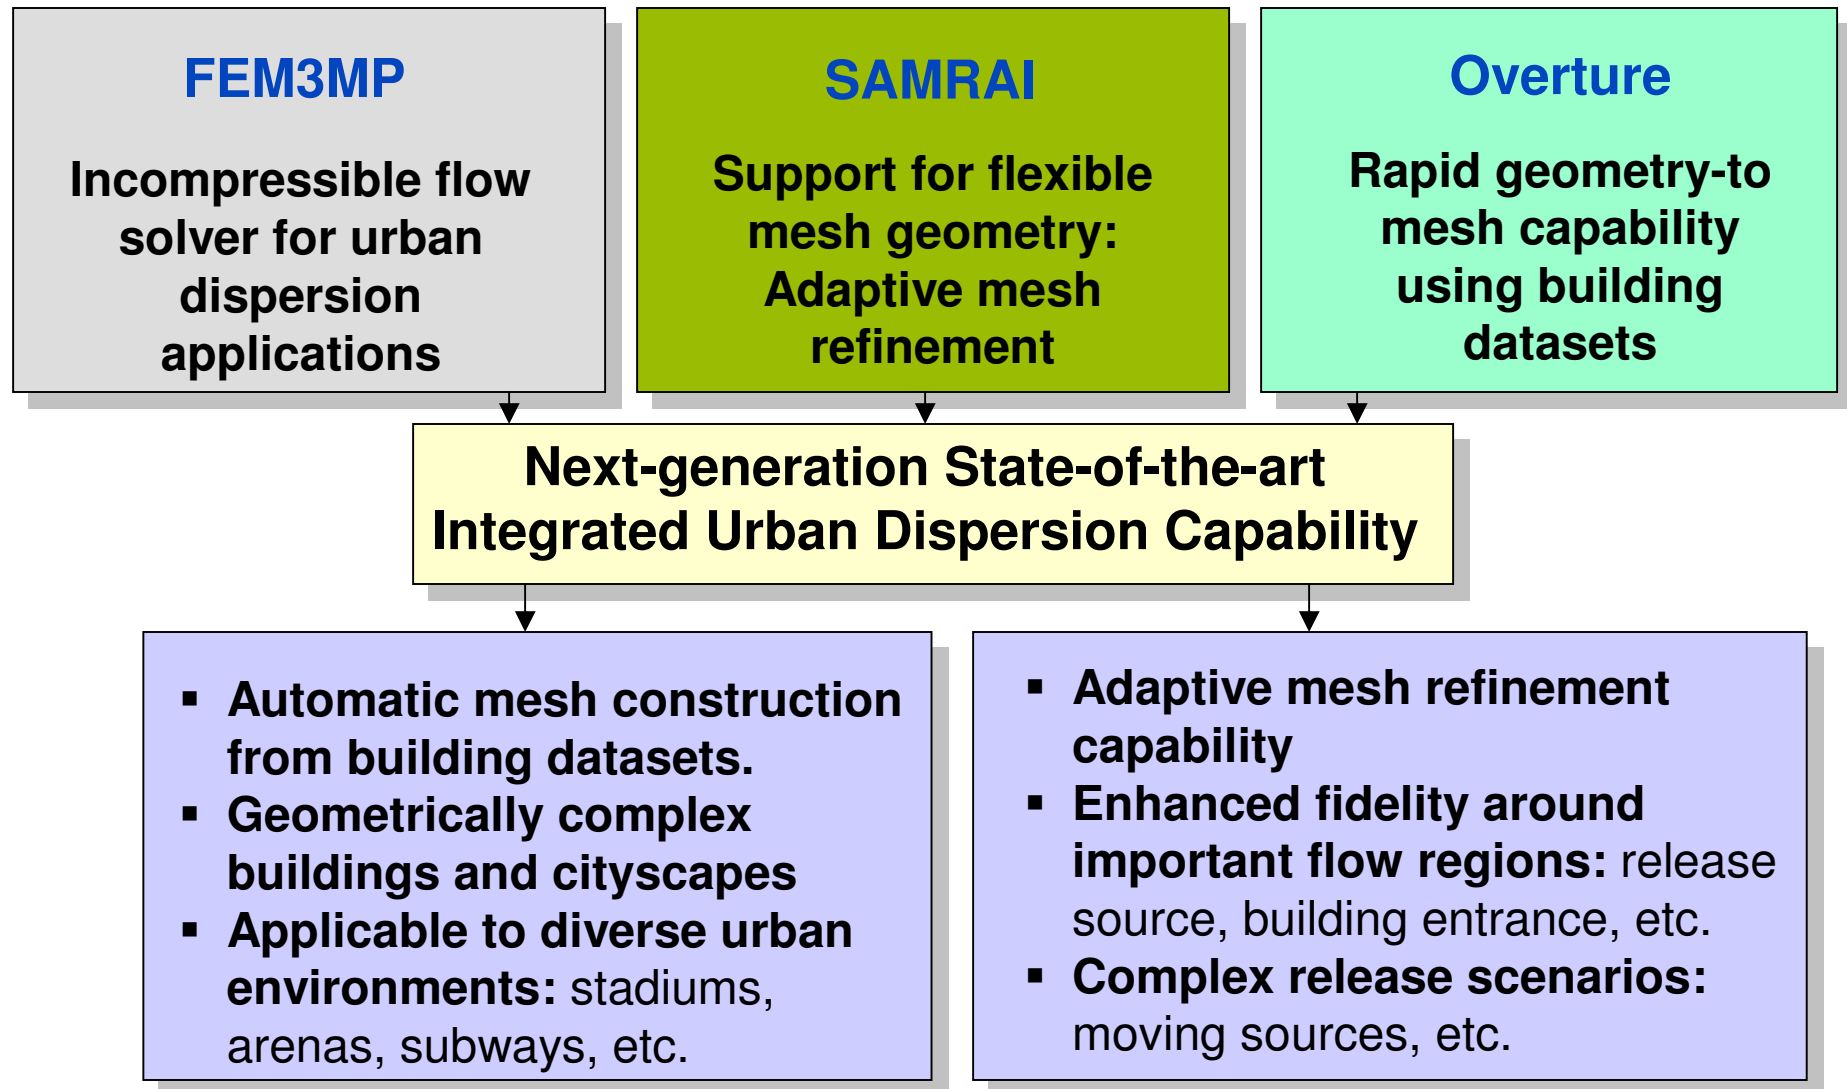 FEM3MP
Incompressible flow
solver for urban
dispersion
applications
SAMRAI
Support for flexible
mesh geometry:
Adaptive mesh
refinement
Overture
Rapid geometry-to
mesh capability
using building
datasets
Next-generation State-of-the-art
Integrated Urban Dispersion Capability
▪ Automatic mesh construction
from building datasets.
▪ Geometrically complex
buildings and cityscapes
▪ Applicable to diverse urban
environments: stadiums,
arenas, subways, etc.
▪ Adaptive mesh refinement
capability
▪ Enhanced fidelity around
important flow regions: release
source, building entrance, etc.
▪ Complex release scenarios:
moving sources, etc.